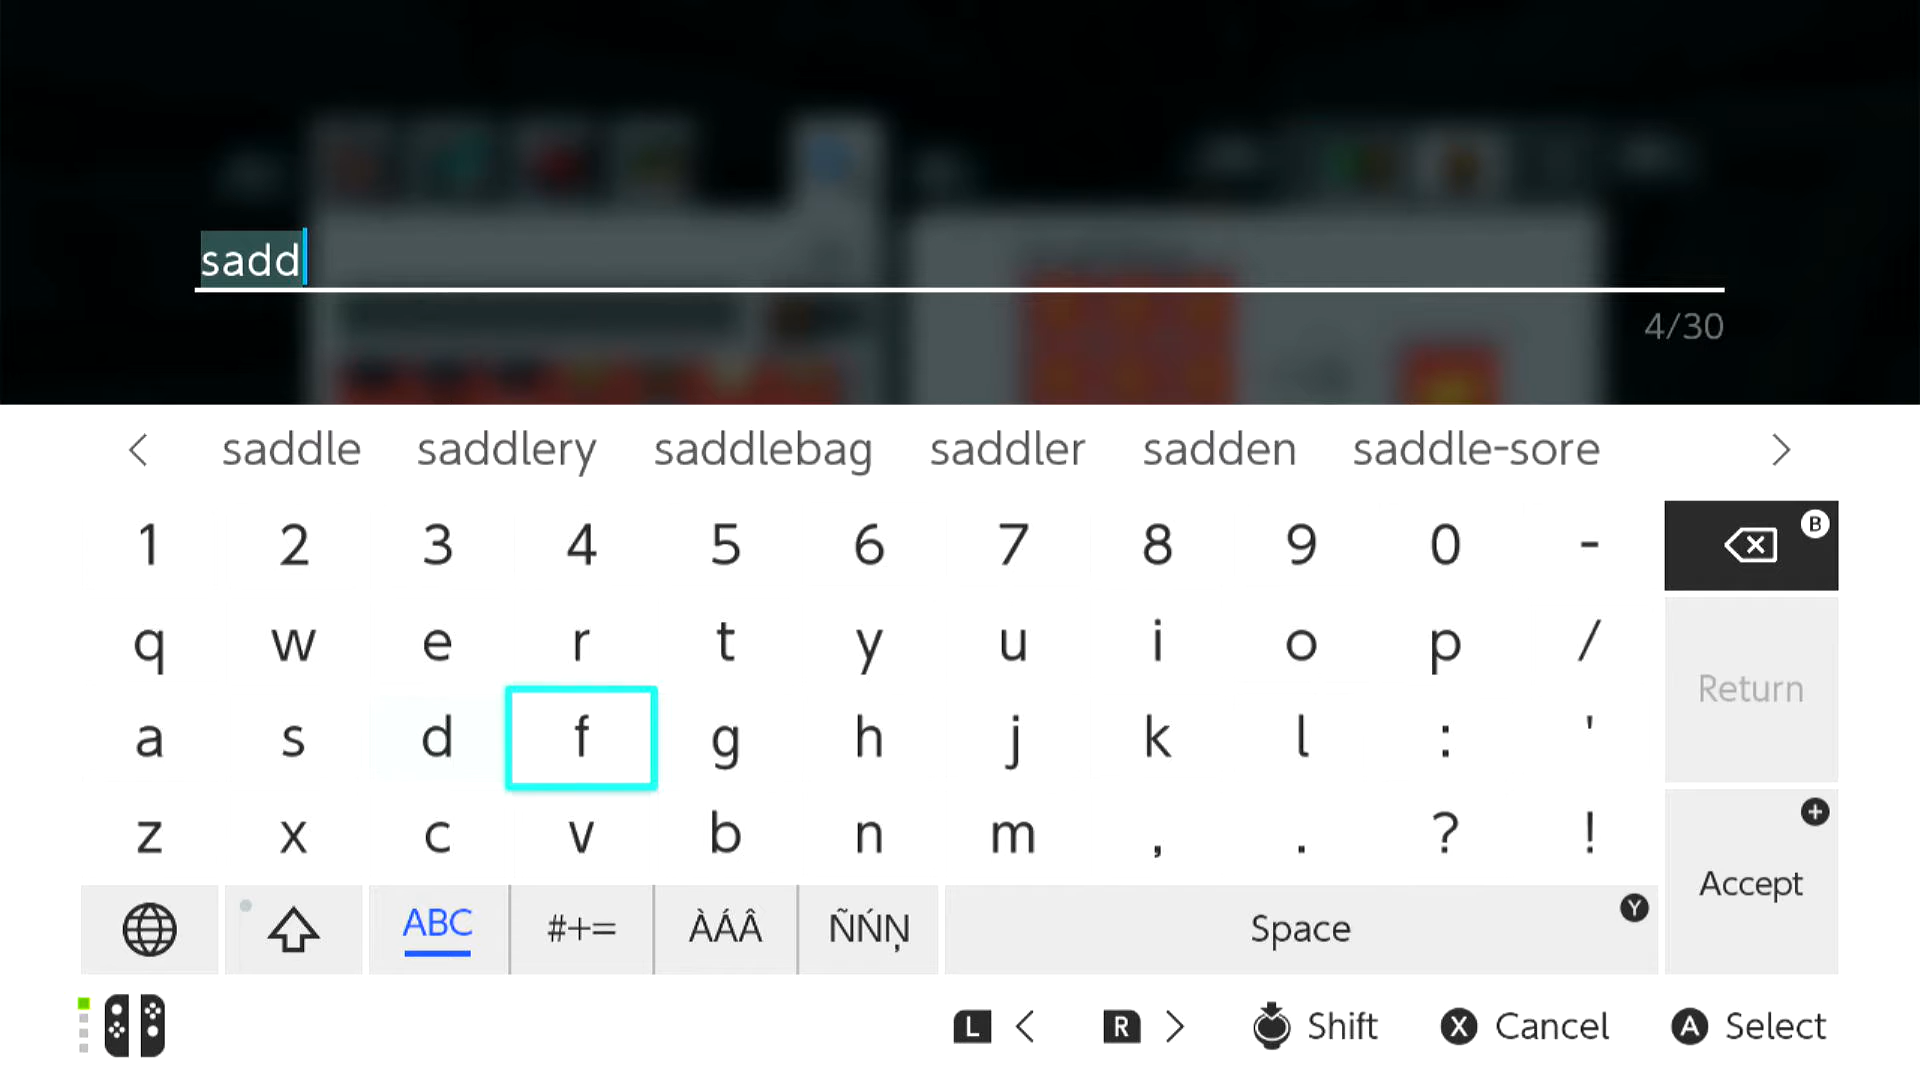 sadd
4/30
saddle saddlery saddlebag saddler sadden saddle-sore
1 2 3 4 5 6 7 8 9 0 - B
q w e r t y u i o p /
Return
a s d f g h j k l : '
z x c v b n m , . ? ! +
Accept
ABC #+= ÀÁÂ ÑŃŅ Space Y
L < R > Shift X Cancel A Select